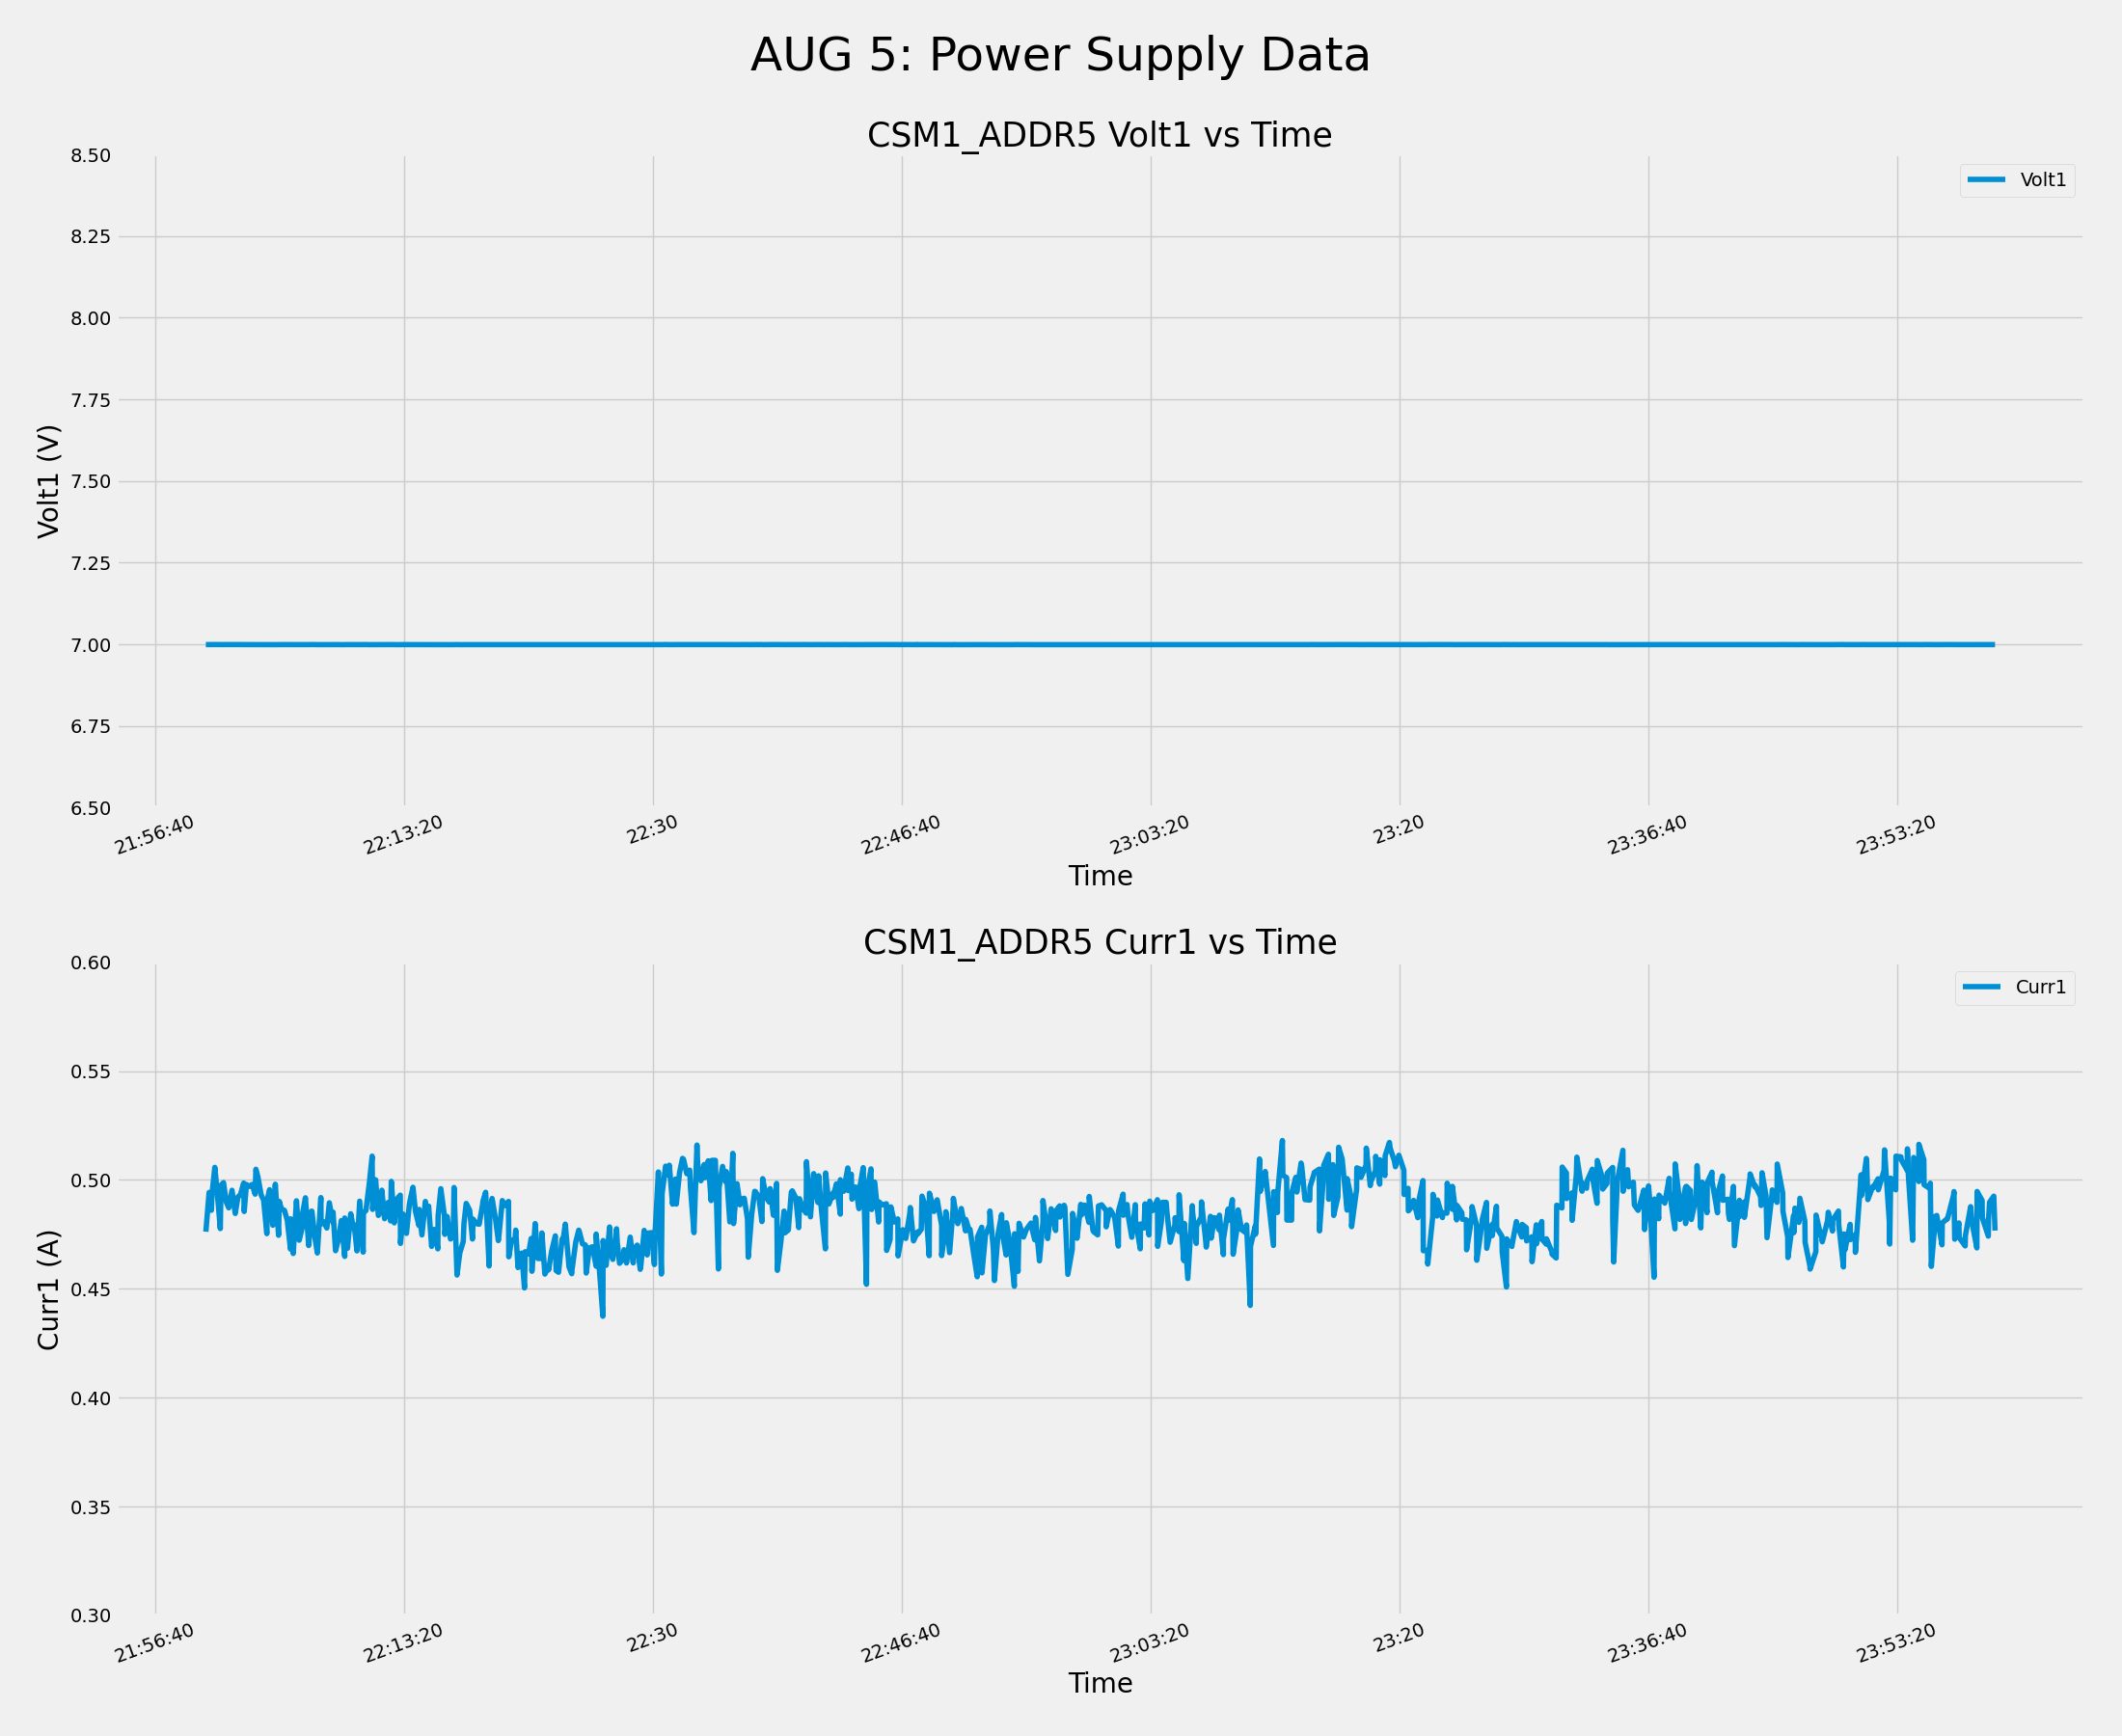 AUG 5: Power Supply Data
CSM1_ADDR5 Volt1 vs Time
Volt1
Volt1 (V)
8.50
8.25
8.00
7.75
7.50
7.25
7.00
6.75
6.50
21:56:40 22:13:20 22:30 22:46:40 23:03:20 23:20 23:36:40 23:53:20
Time
CSM1_ADDR5 Curr1 vs Time
Curr1
Curr1 (A)
0.60
0.55
0.50
0.45
0.40
0.35
0.30
21:56:40 22:13:20 22:30 22:46:40 23:03:20 23:20 23:36:40 23:53:20
Time